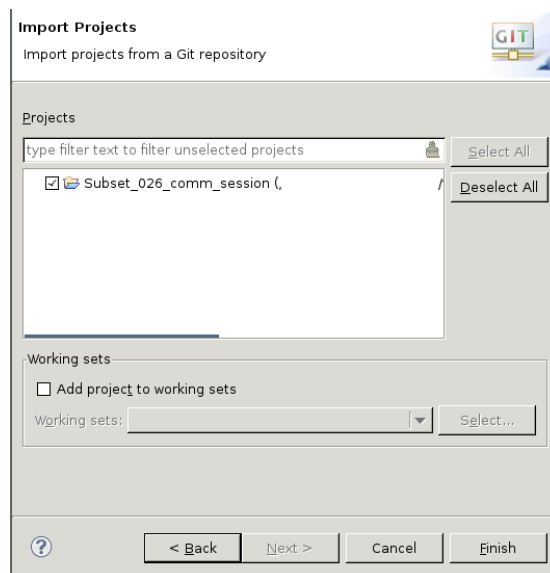 Import Projects
Import projects from a Git repository
GIT
Projects
type filter text to filter unselected projects
Select All
Subset_026_comm_session (, /
Deselect All
Working sets
Add project to working sets
Working sets:
Select...
?
< Back
Next >
Cancel
Finish